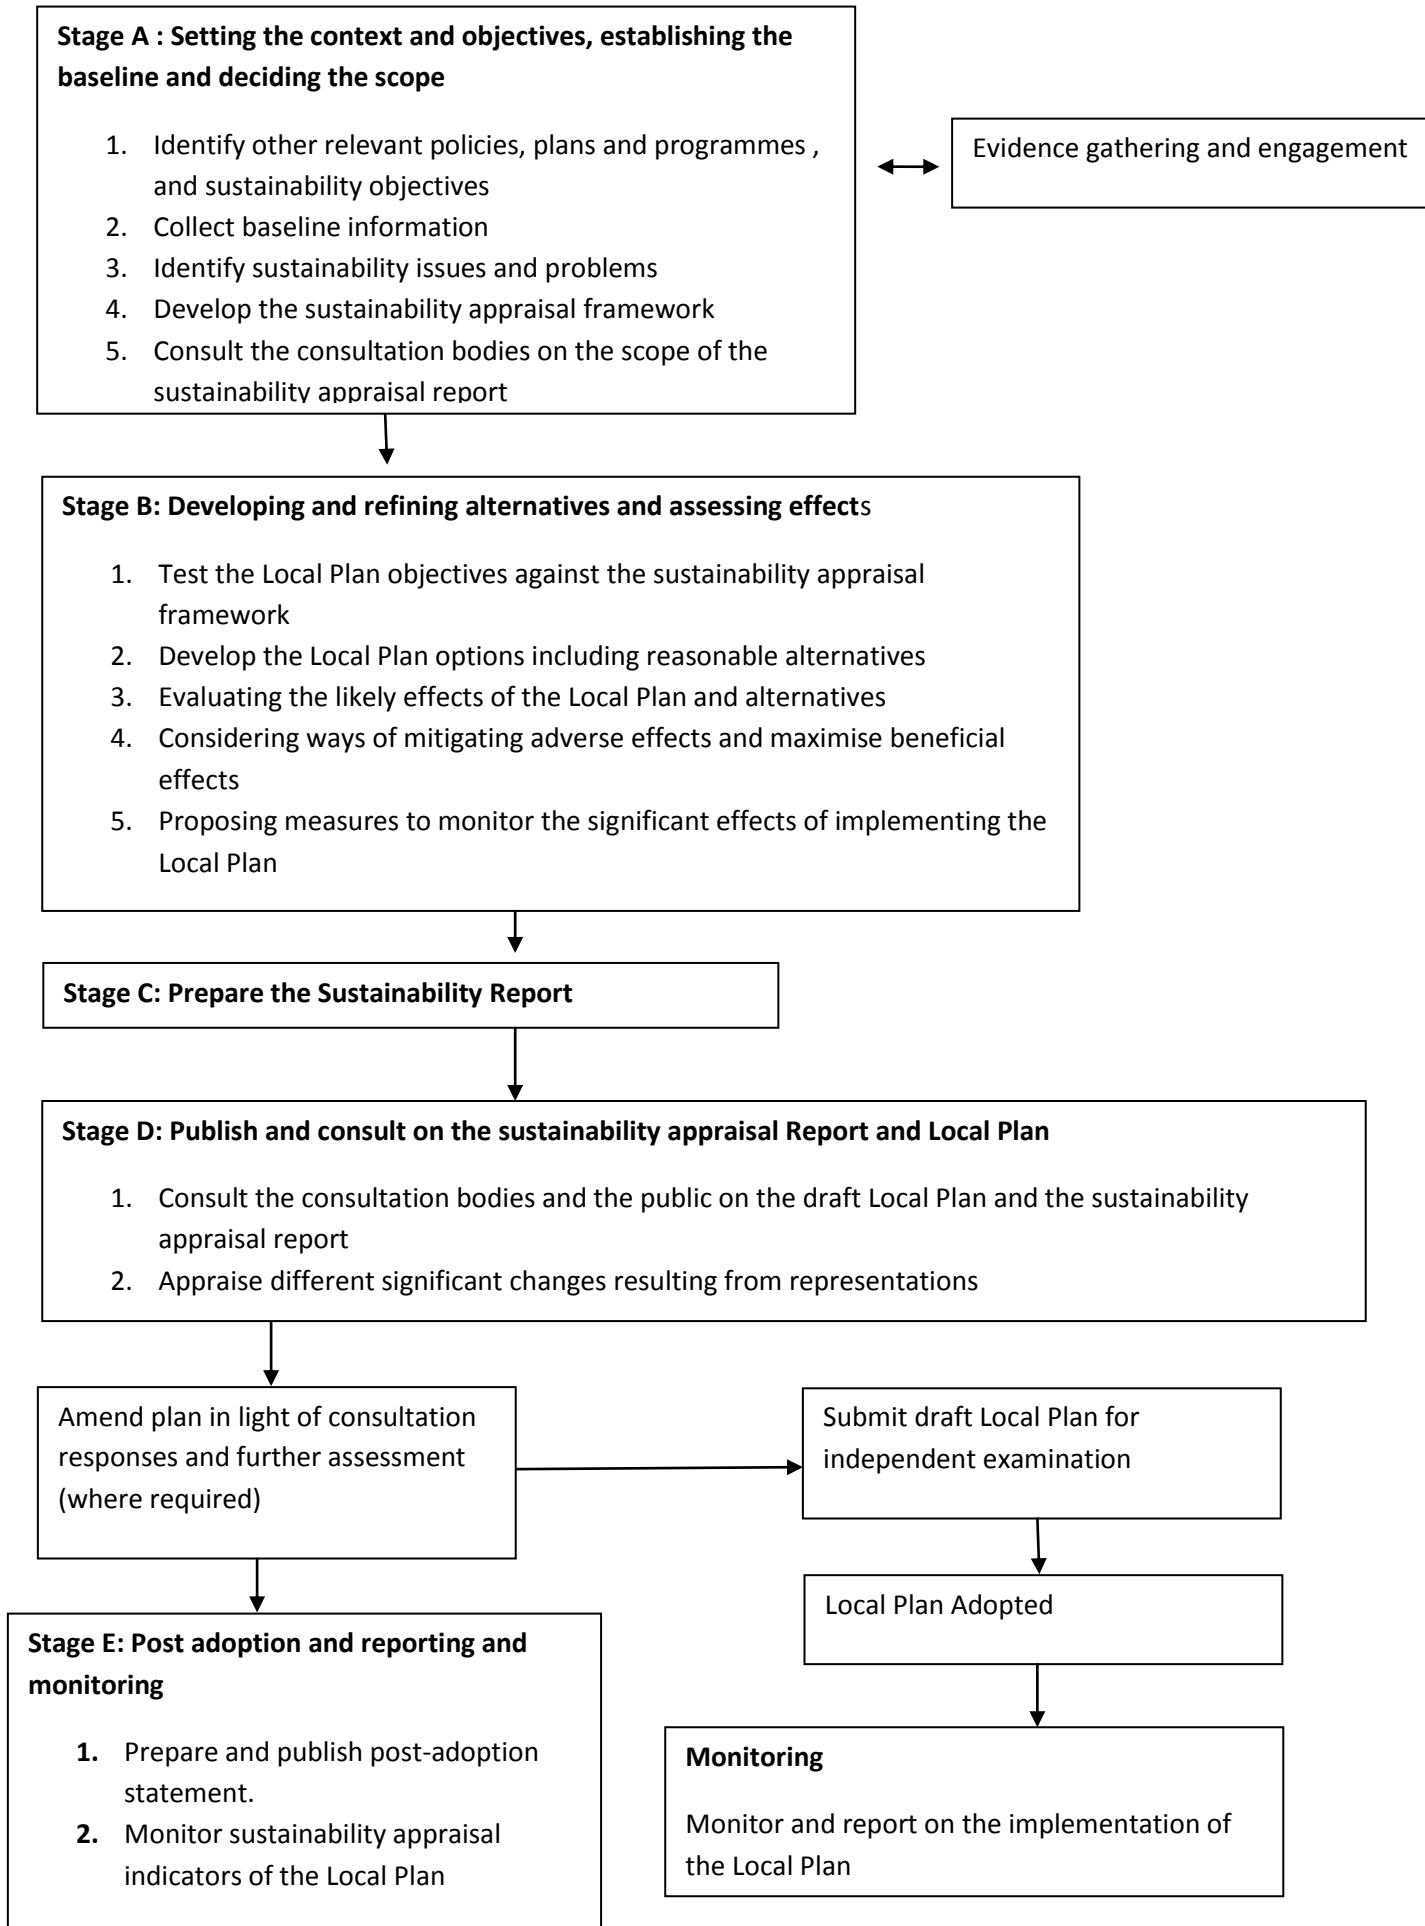 Stage A : Setting the context and objectives, establishing the
baseline and deciding the scope
1. Identify other relevant policies, plans and programmes ,
and sustainability objectives
2. Collect baseline information
3. Identify sustainability issues and problems
4. Develop the sustainability appraisal framework
5. Consult the consultation bodies on the scope of the
sustainability appraisal report
Evidence gathering and engagement
Stage B: Developing and refining alternatives and assessing effects
1. Test the Local Plan objectives against the sustainability appraisal
framework
2. Develop the Local Plan options including reasonable alternatives
3. Evaluating the likely effects of the Local Plan and alternatives
4. Considering ways of mitigating adverse effects and maximise beneficial
effects
5. Proposing measures to monitor the significant effects of implementing the
Local Plan
Stage C: Prepare the Sustainability Report
Stage D: Publish and consult on the sustainability appraisal Report and Local Plan
1. Consult the consultation bodies and the public on the draft Local Plan and the sustainability
appraisal report
2. Appraise different significant changes resulting from representations
Amend plan in light of consultation
responses and further assessment
(where required)
Submit draft Local Plan for
independent examination
Local Plan Adopted
Stage E: Post adoption and reporting and
monitoring
1. Prepare and publish post-adoption
statement.
2. Monitor sustainability appraisal
indicators of the Local Plan
Monitoring
Monitor and report on the implementation of
the Local Plan